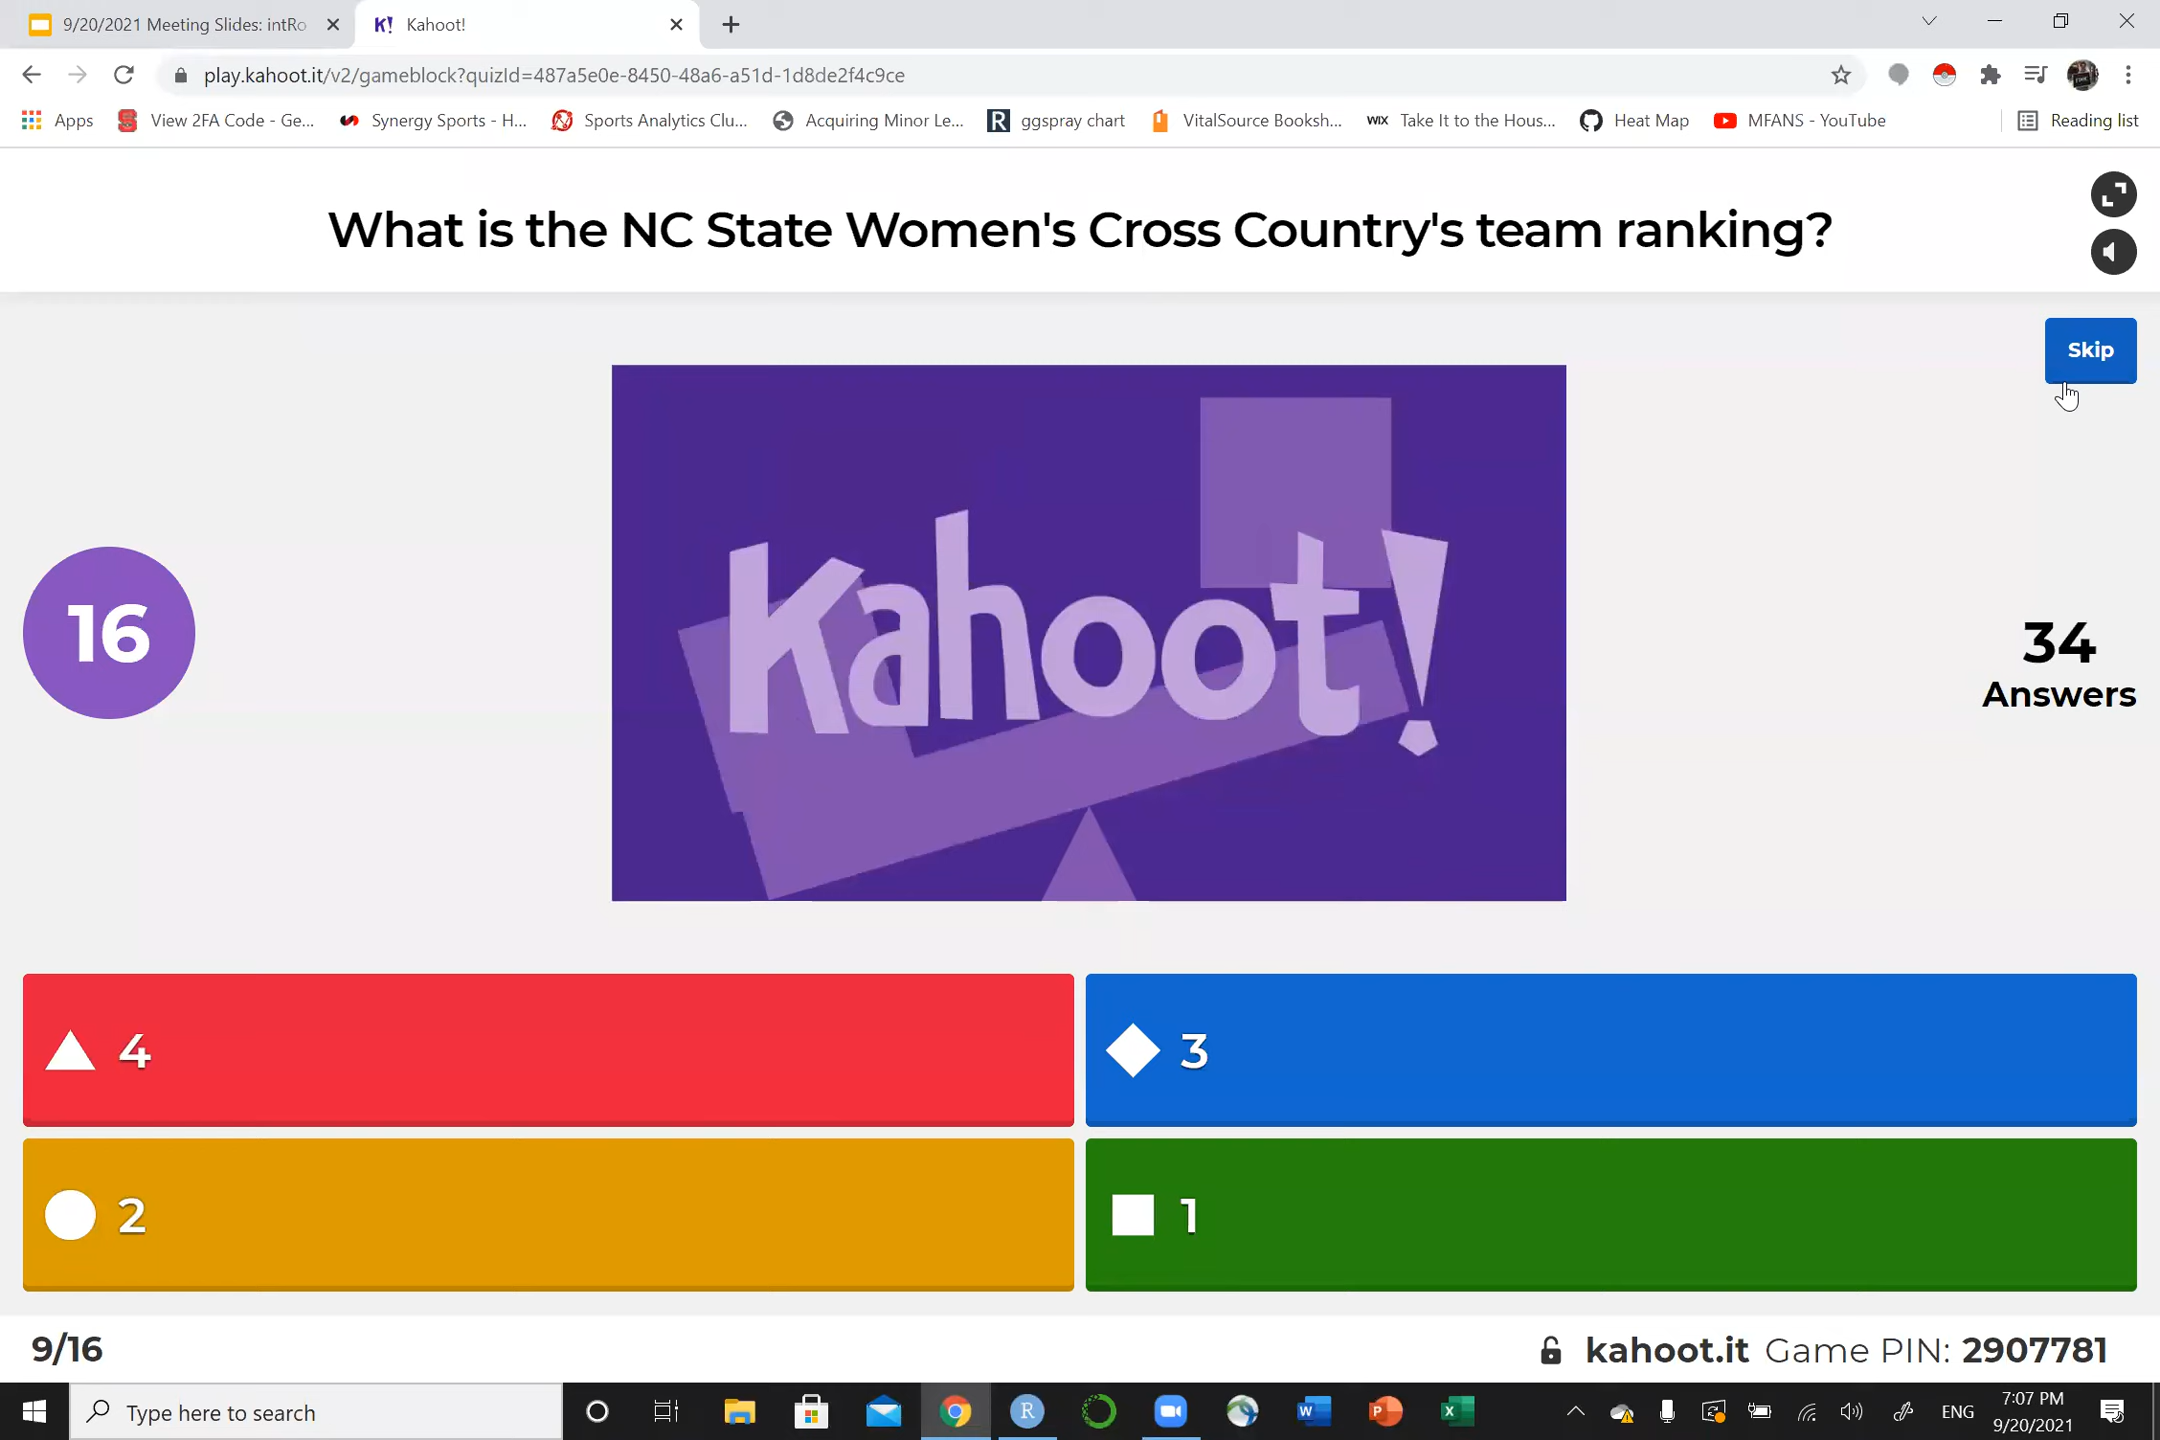 9/20/2021 Meeting Slides: intRo
K! Kahoot!
play.kahoot.it/v2/gameblock?quizId=487a5e0e-8450-48a6-a51d-1d8de2f4c9ce
Apps View 2FA Code - Ge... Synergy Sports - H... Sports Analytics Clu... Acquiring Minor Le... R ggspray chart VitalSource Booksh... WIX Take It to the Hous... Heat Map MFANS - YouTube Reading list
What is the NC State Women's Cross Country's team ranking?
Skip
Kahoot!
16
34
Answers
4
3
2
1
9/16
kahoot.it Game PIN: 2907781
Type here to search
R
W
P
X
ENG
7:07 PM
9/20/2021